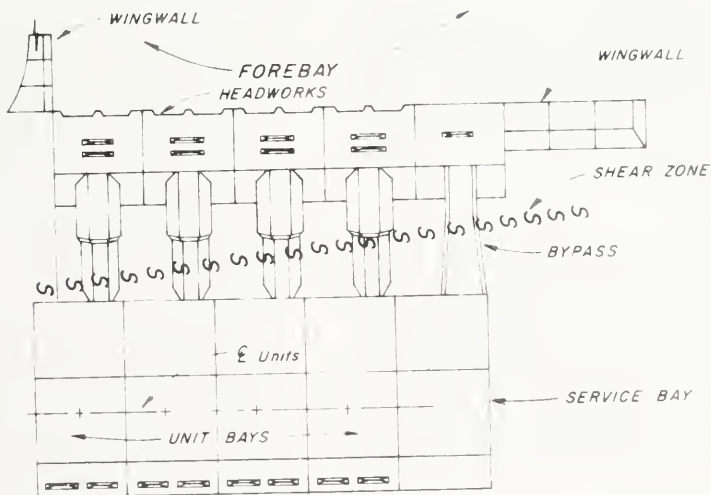 WINGWALL
FOREBAY
WINGWALL
HEADWORKS
SHEAR ZONE
S S S S S S S S S S S S S S S S S S S S S
BYPASS
℄ Units
SERVICE BAY
UNIT BAYS